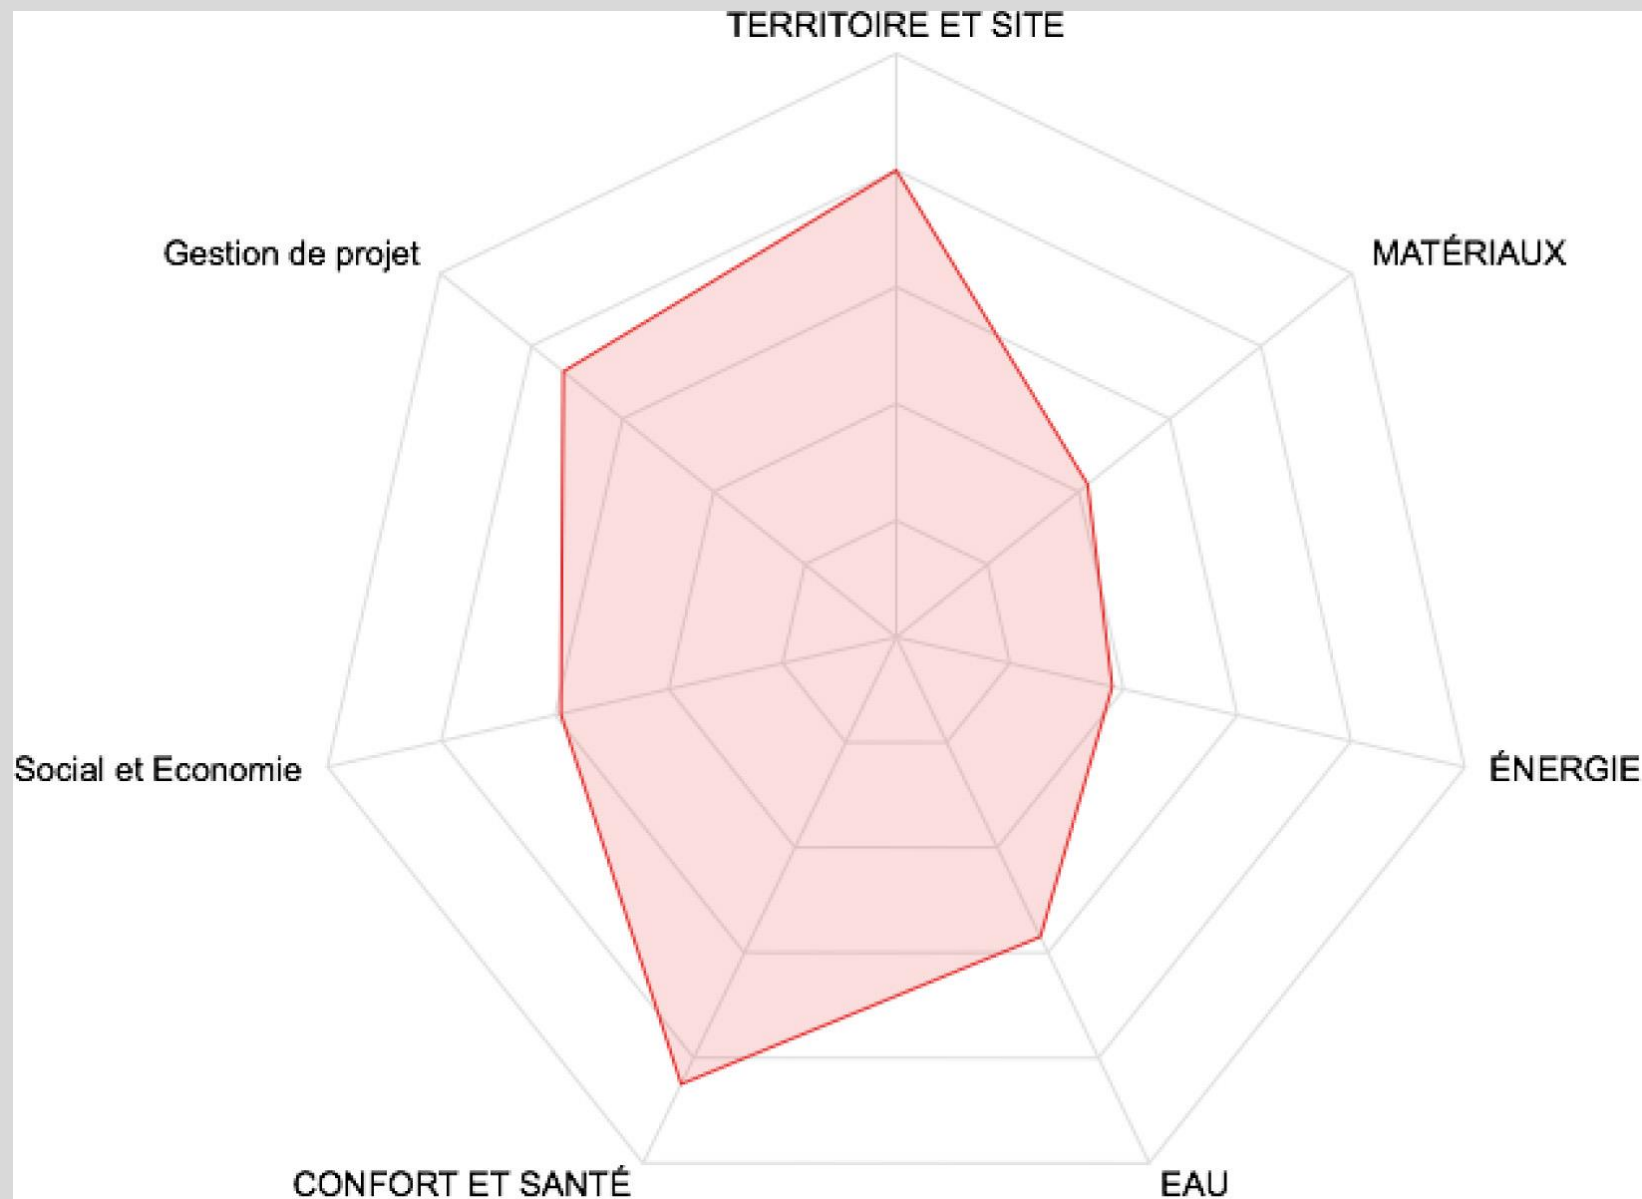 TERRITOIRE ET SITE
Gestion de projet
MATÉRIAUX
Social et Economie
ÉNERGIE
CONFORT ET SANTÉ
EAU